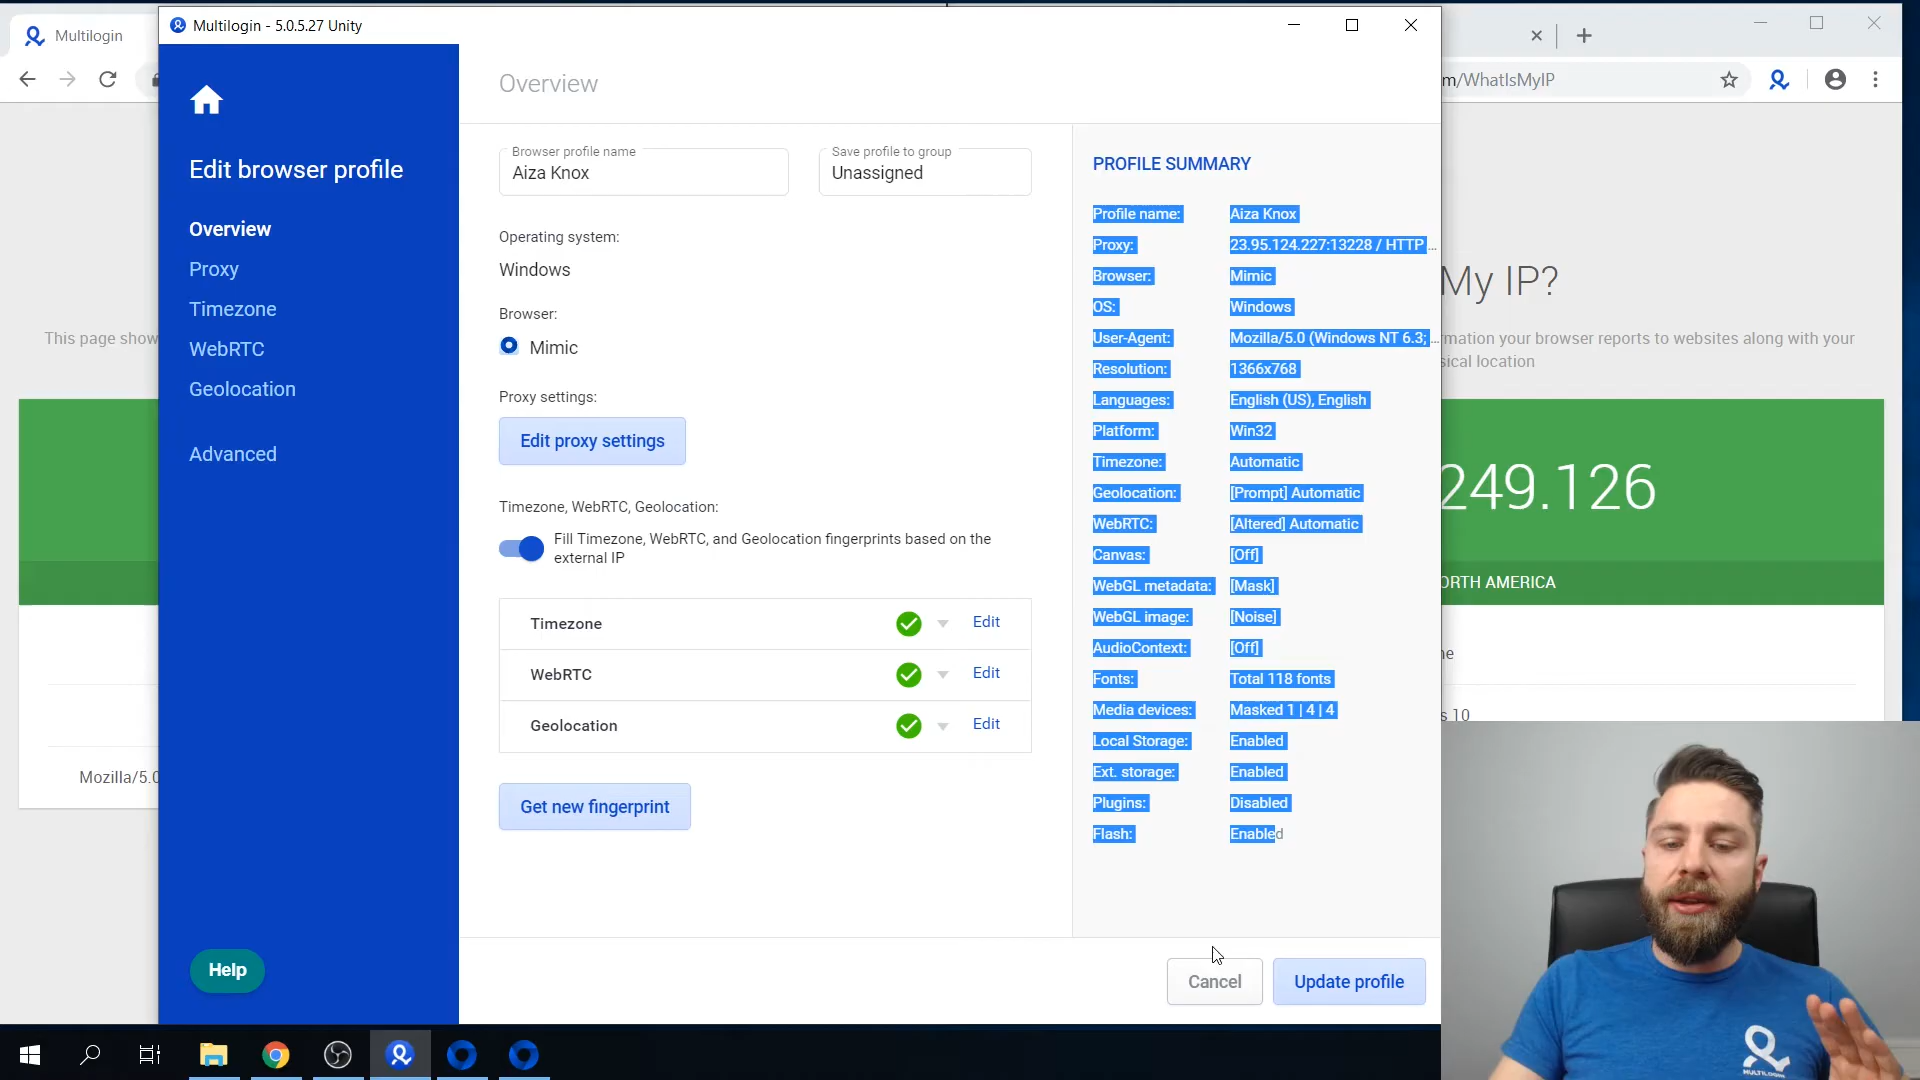 Multilogin
Multilogin - 5.0.5.27 Unity
m/WhatIsMyIP
Overview
Edit browser profile
Overview
Proxy
Timezone
WebRTC
Geolocation
Advanced
Help
Browser profile name
Aiza Knox
Save profile to group
Unassigned
Operating system:
Windows
Browser:
Mimic
Proxy settings:
Edit proxy settings
Timezone, WebRTC, Geolocation:
Fill Timezone, WebRTC, and Geolocation fingerprints based on the
external IP
Timezone Edit
WebRTC Edit
Geolocation Edit
Get new fingerprint
PROFILE SUMMARY
Profile name: Aiza Knox
Proxy: 23.95.124.227:13228 / HTTP ...
Browser: Mimic
OS: Windows
User-Agent: Mozilla/5.0 (Windows NT 6.3; ...
Resolution: 1366x768
Languages: English (US), English
Platform: Win32
Timezone: Automatic
Geolocation: [Prompt] Automatic
WebRTC: [Altered] Automatic
Canvas: [Off]
WebGL metadata: [Mask]
WebGL image: [Noise]
AudioContext: [Off]
Fonts: Total 118 fonts
Media devices: Masked 1 | 4 | 4
Local Storage: Enabled
Ext. storage: Enabled
Plugins: Disabled
Flash: Enabled
Cancel
Update profile
This page show
Mozilla/5.0
My IP?
rmation your browser reports to websites along with your
sical location
249.126
ORTH AMERICA
ne
s 10
MULTILOGIN